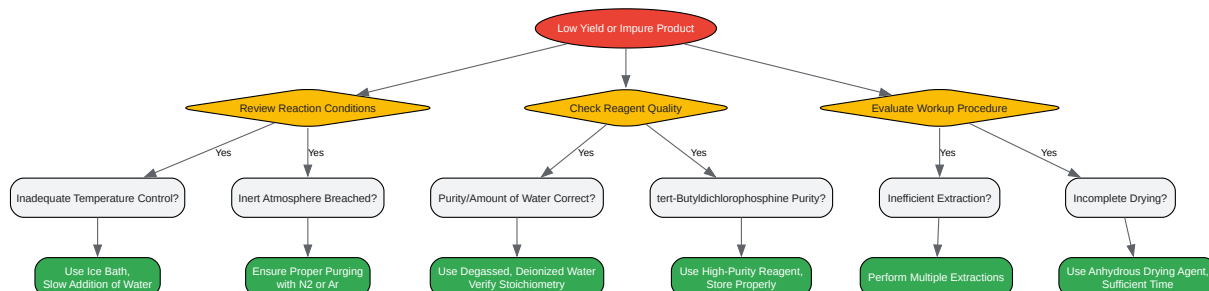 Low Yield or Impure Product
Review Reaction Conditions
Check Reagent Quality
Evaluate Workup Procedure
Yes
Yes
Yes
Yes
Yes
Yes
Inadequate Temperature Control?
Inert Atmosphere Breached?
Purity/Amount of Water Correct?
tert-Butyldichlorophosphine Purity?
Inefficient Extraction?
Incomplete Drying?
Use Ice Bath,
Slow Addition of Water
Ensure Proper Purging
with N2 or Ar
Use Degassed, Deionized Water
Verify Stoichiometry
Use High-Purity Reagent,
Store Properly
Perform Multiple Extractions
Use Anhydrous Drying Agent,
Sufficient Time